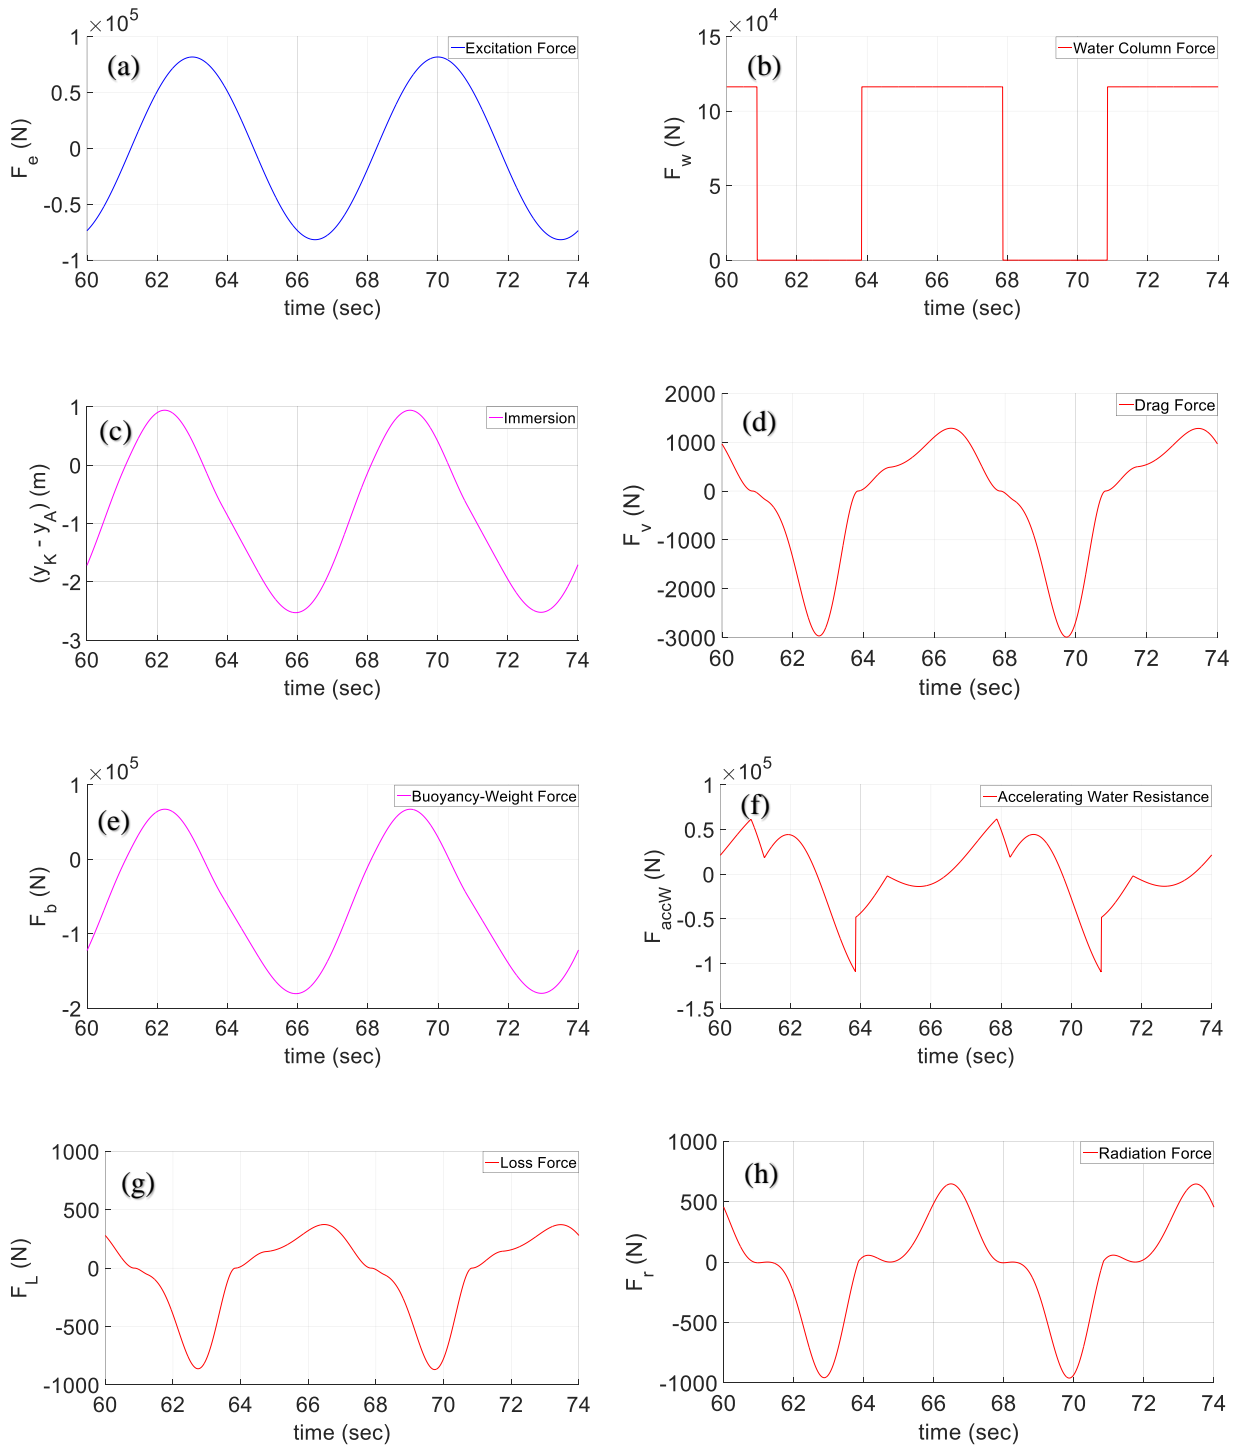 ×10^5
1
0.5
0
-0.5
-1
F_e (N)
(a)
Excitation Force
60 62 64 66 68 70 72 74
time (sec)
×10^4
15
10
5
0
F_w (N)
(b)
Water Column Force
60 62 64 66 68 70 72 74
time (sec)
1
0
-1
-2
-3
(y_K - y_A) (m)
(c)
Immersion
60 62 64 66 68 70 72 74
time (sec)
2000
1000
0
-1000
-2000
-3000
F_v (N)
(d)
Drag Force
60 62 64 66 68 70 72 74
time (sec)
×10^5
1
0
-1
-2
F_b (N)
(e)
Buoyancy-Weight Force
60 62 64 66 68 70 72 74
time (sec)
×10^5
1
0.5
0
-0.5
-1
-1.5
F_accW (N)
(f)
Accelerating Water Resistance
60 62 64 66 68 70 72 74
time (sec)
1000
500
0
-500
-1000
F_L (N)
(g)
Loss Force
60 62 64 66 68 70 72 74
time (sec)
1000
500
0
-500
-1000
F_r (N)
(h)
Radiation Force
60 62 64 66 68 70 72 74
time (sec)